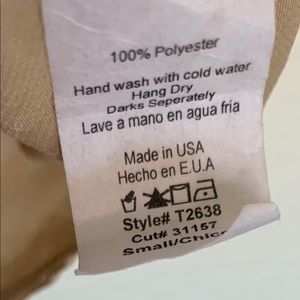 100% Polyester
Hand wash with cold water
Hang Dry
Darks Seperately
Lave a mano en agua fria
Made in USA
Hecho en E.U.A
Style# T2638
Cut# 31157
Small/Chico